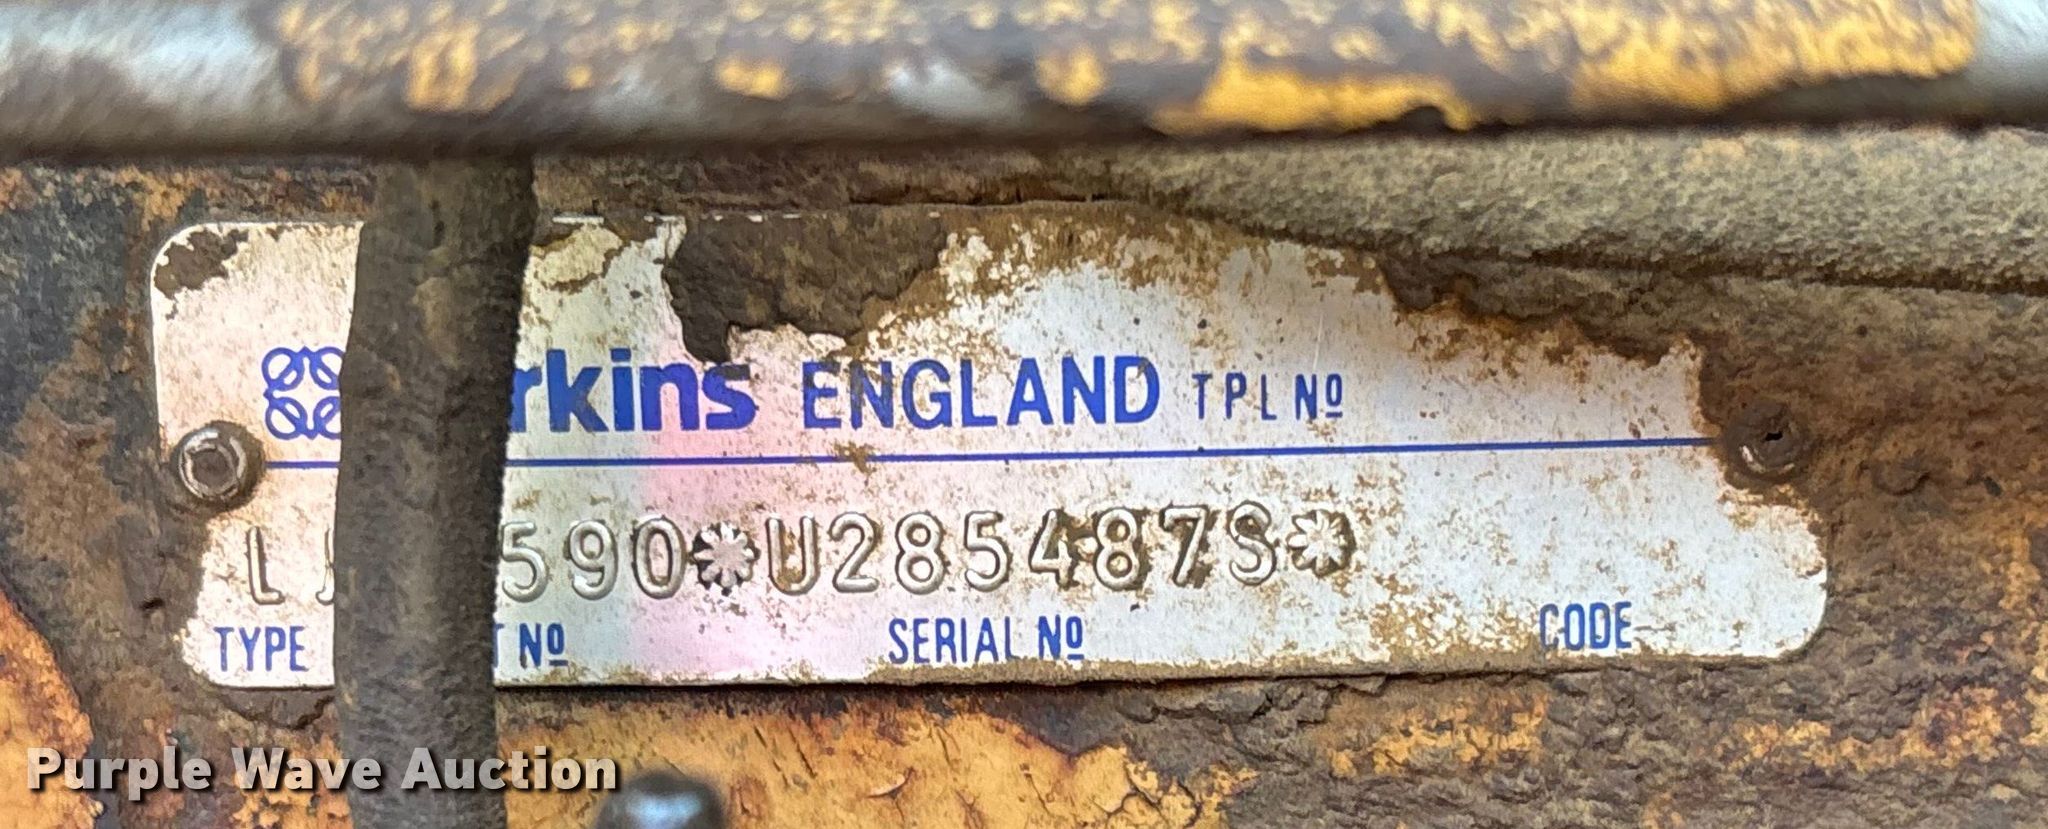 rkins ENGLAND TPL Nº
590*U285487S*
TYPE Nº SERIAL Nº CODE
Purple Wave Auction